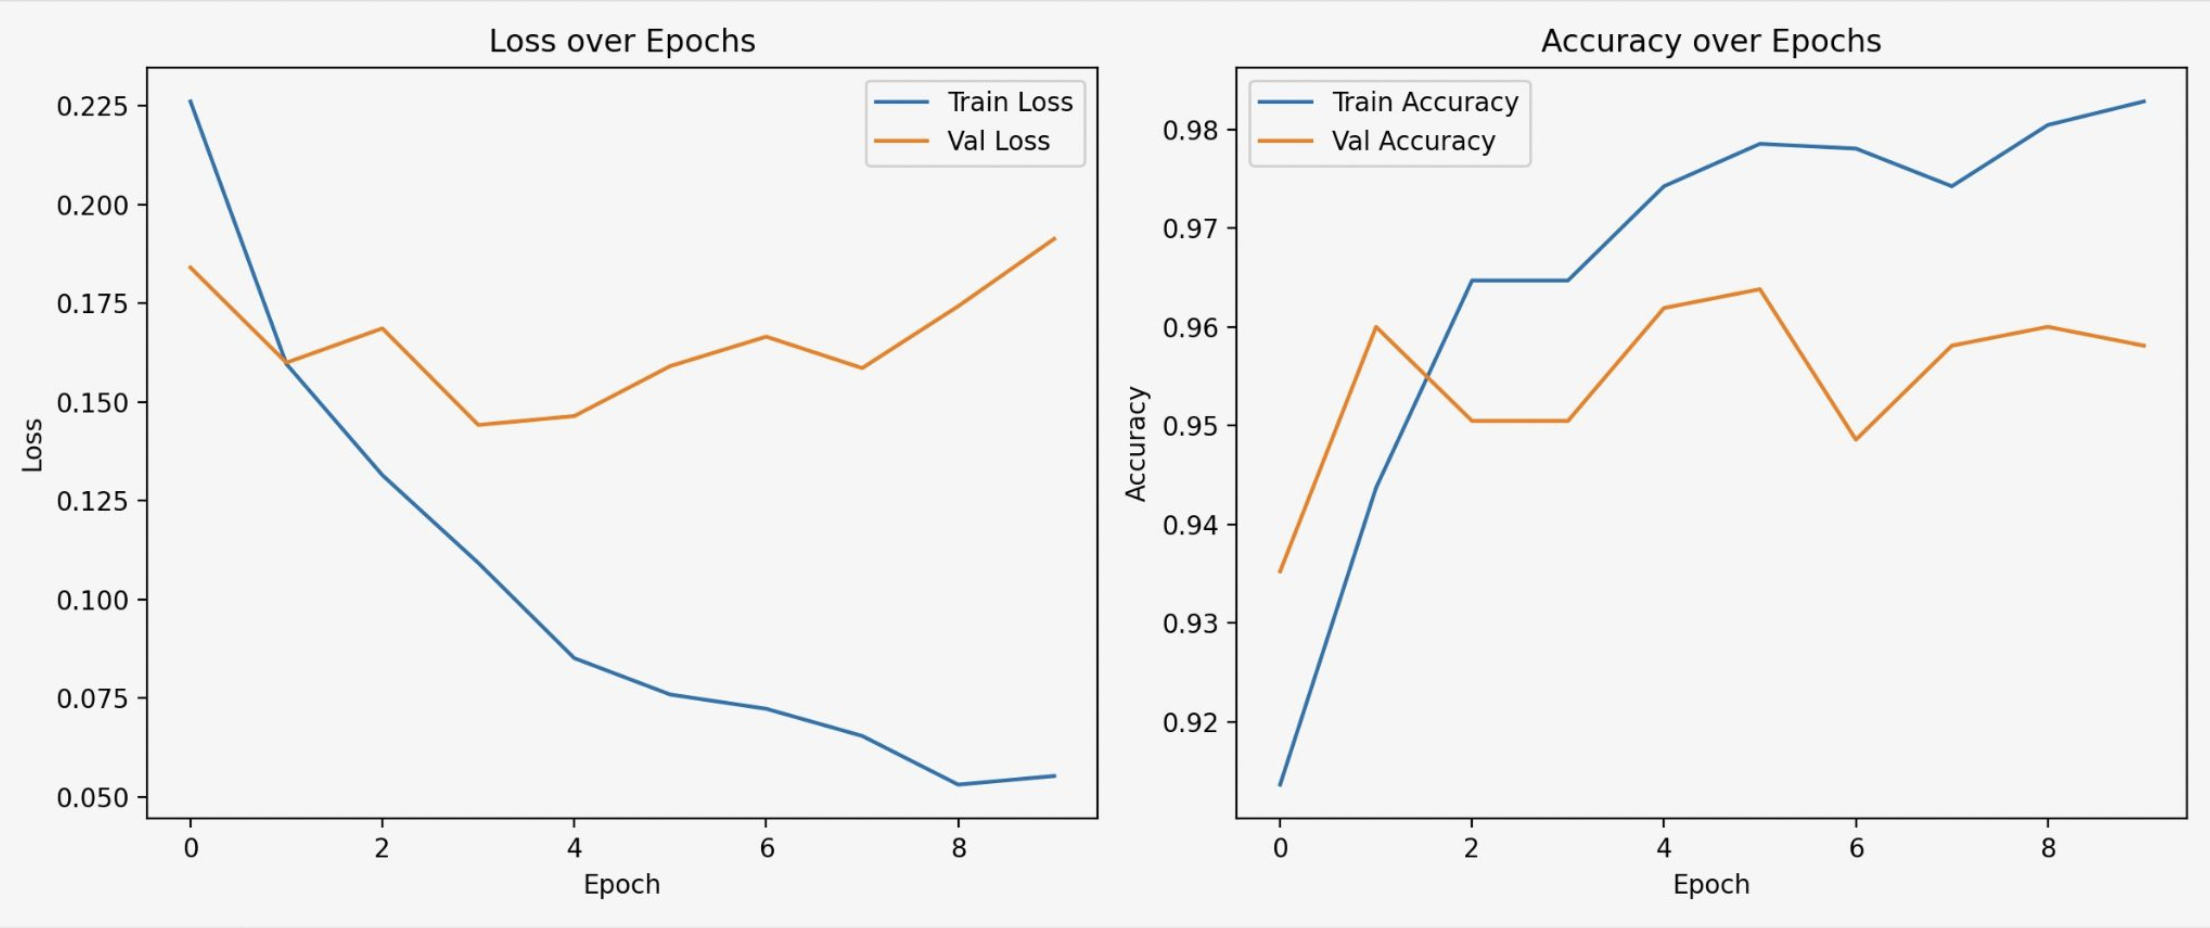 Loss over Epochs
Train Loss
Val Loss
0.225
0.200
0.175
0.150
0.125
0.100
0.075
0.050
Loss
0 2 4 6 8
Epoch
Accuracy over Epochs
Train Accuracy
Val Accuracy
0.98
0.97
0.96
0.95
0.94
0.93
0.92
Accuracy
0 2 4 6 8
Epoch